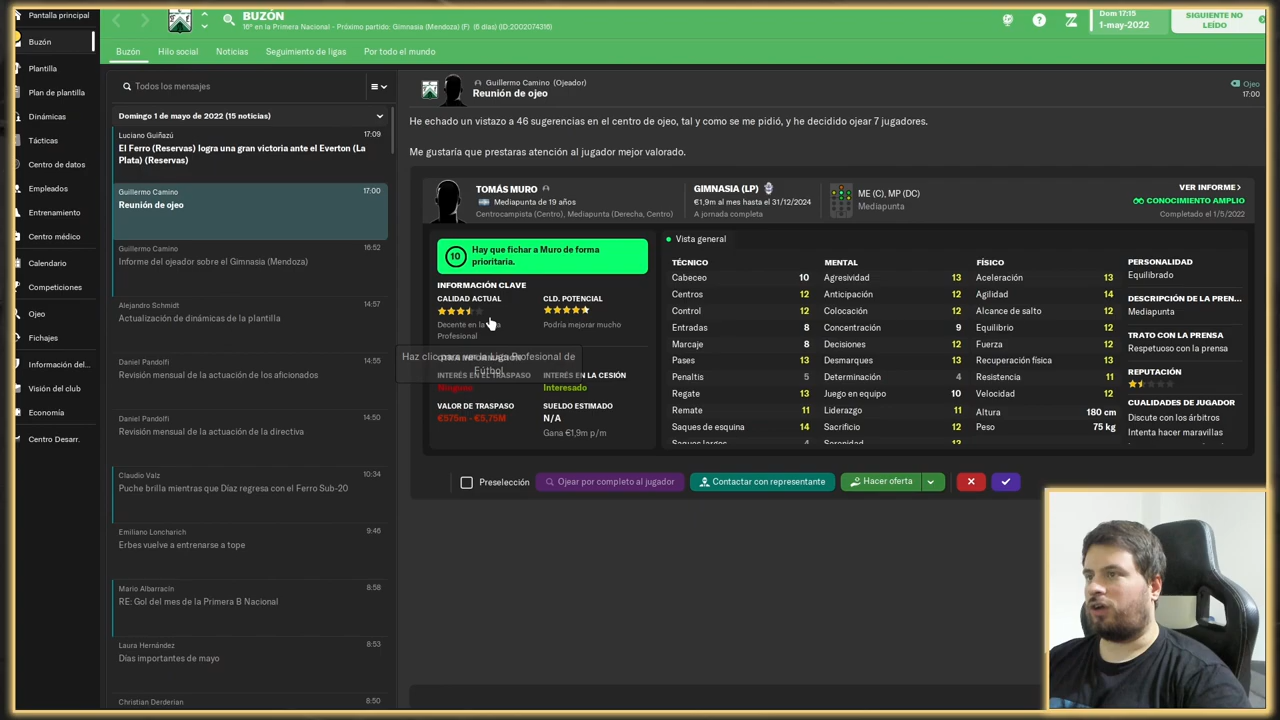 Pantalla principal
BUZÓN
16º en la Primera Nacional - Próximo partido: Gimnasia (Mendoza) (F) (6 días) (ID:2002074316)
Dom 17:15
1-may-2022
SIGUIENTE NO LEÍDO
Buzón
Plantilla
Plan de plantilla
Dinámicas
Tácticas
Centro de datos
Empleados
Entrenamiento
Centro médico
Calendario
Competiciones
Ojeo
Fichajes
Información del...
Visión del club
Economía
Centro Desarr.
Buzón
Hilo social
Noticias
Seguimiento de ligas
Por todo el mundo
Todos los mensajes
Domingo 1 de mayo de 2022 (15 noticias)
Luciano Guiñazú 17:09
El Ferro (Reservas) logra una gran victoria ante el Everton (La
Plata) (Reservas)
Guillermo Camino 17:00
Reunión de ojeo
Guillermo Camino 16:52
Informe del ojeador sobre el Gimnasia (Mendoza)
Alejandro Schmidt 14:57
Actualización de dinámicas de la plantilla
Daniel Pandolfi 14:55
Revisión mensual de la actuación de los aficionados
Daniel Pandolfi 14:50
Revisión mensual de la actuación de la directiva
Claudio Valz 10:34
Puche brilla mientras que Díaz regresa con el Ferro Sub-20
Emiliano Loncharich 9:46
Erbes vuelve a entrenarse a tope
Mario Albarracín 8:58
RE: Gol del mes de la Primera B Nacional
Laura Hernández 8:53
Días importantes de mayo
Christian Derderian 8:50
Guillermo Camino (Ojeador)
Reunión de ojeo
Ojeo
17:00
He echado un vistazo a 46 sugerencias en el centro de ojeo, tal y como se me pidió, y he decidido ojear 7 jugadores.
Me gustaría que prestaras atención al jugador mejor valorado.
TOMÁS MURO
Mediapunta de 19 años
Centrocampista (Centro), Mediapunta (Derecha, Centro)
GIMNASIA (LP)
€1,9m al mes hasta el 31/12/2024
A jornada completa
ME (C), MP (DC)
Mediapunta
VER INFORME >
CONOCIMIENTO AMPLIO
Completado el 1/5/2022
10
Hay que fichar a Muro de forma
prioritaria.
INFORMACIÓN CLAVE
CALIDAD ACTUAL
Decente en la
Profesional
CLD. POTENCIAL
Podría mejorar mucho
Haz clic para ver la Liga Profesional de
Fútbol
INTERÉS EN EL TRASPASO
Ninguno
INTERÉS EN LA CESIÓN
Interesado
VALOR DE TRASPASO
€575m - €5,75M
SUELDO ESTIMADO
N/A
Gana €1,9m p/m
Vista general
TÉCNICO
Cabeceo 10
Centros 12
Control 12
Entradas 8
Marcaje 8
Pases 13
Penaltis 5
Regate 13
Remate 11
Saques de esquina 14
Saques largos 4
MENTAL
Agresividad 13
Anticipación 12
Colocación 12
Concentración 9
Decisiones 12
Desmarques 13
Determinación 4
Juego en equipo 10
Liderazgo 11
Sacrificio 12
Serenidad 12
FÍSICO
Aceleración 13
Agilidad 14
Alcance de salto 12
Equilibrio 12
Fuerza 12
Recuperación física 13
Resistencia 11
Velocidad 12
Altura 180 cm
Peso 75 kg
PERSONALIDAD
Equilibrado
DESCRIPCIÓN DE LA PREN...
Mediapunta
TRATO CON LA PRENSA
Respetuoso con la prensa
REPUTACIÓN
CUALIDADES DE JUGADOR
Discute con los árbitros
Intenta hacer maravillas
Preselección
Ojear por completo al jugador
Contactar con representante
Hacer oferta